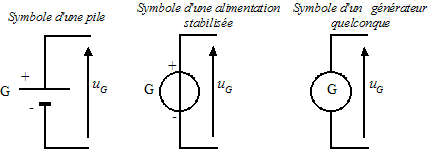 Symbole d'une pile
Symbole d'une alimentation
stabilisée
Symbole d'un générateur
quelconque
+
G
-
uG
+
G
-
uG
G
uG